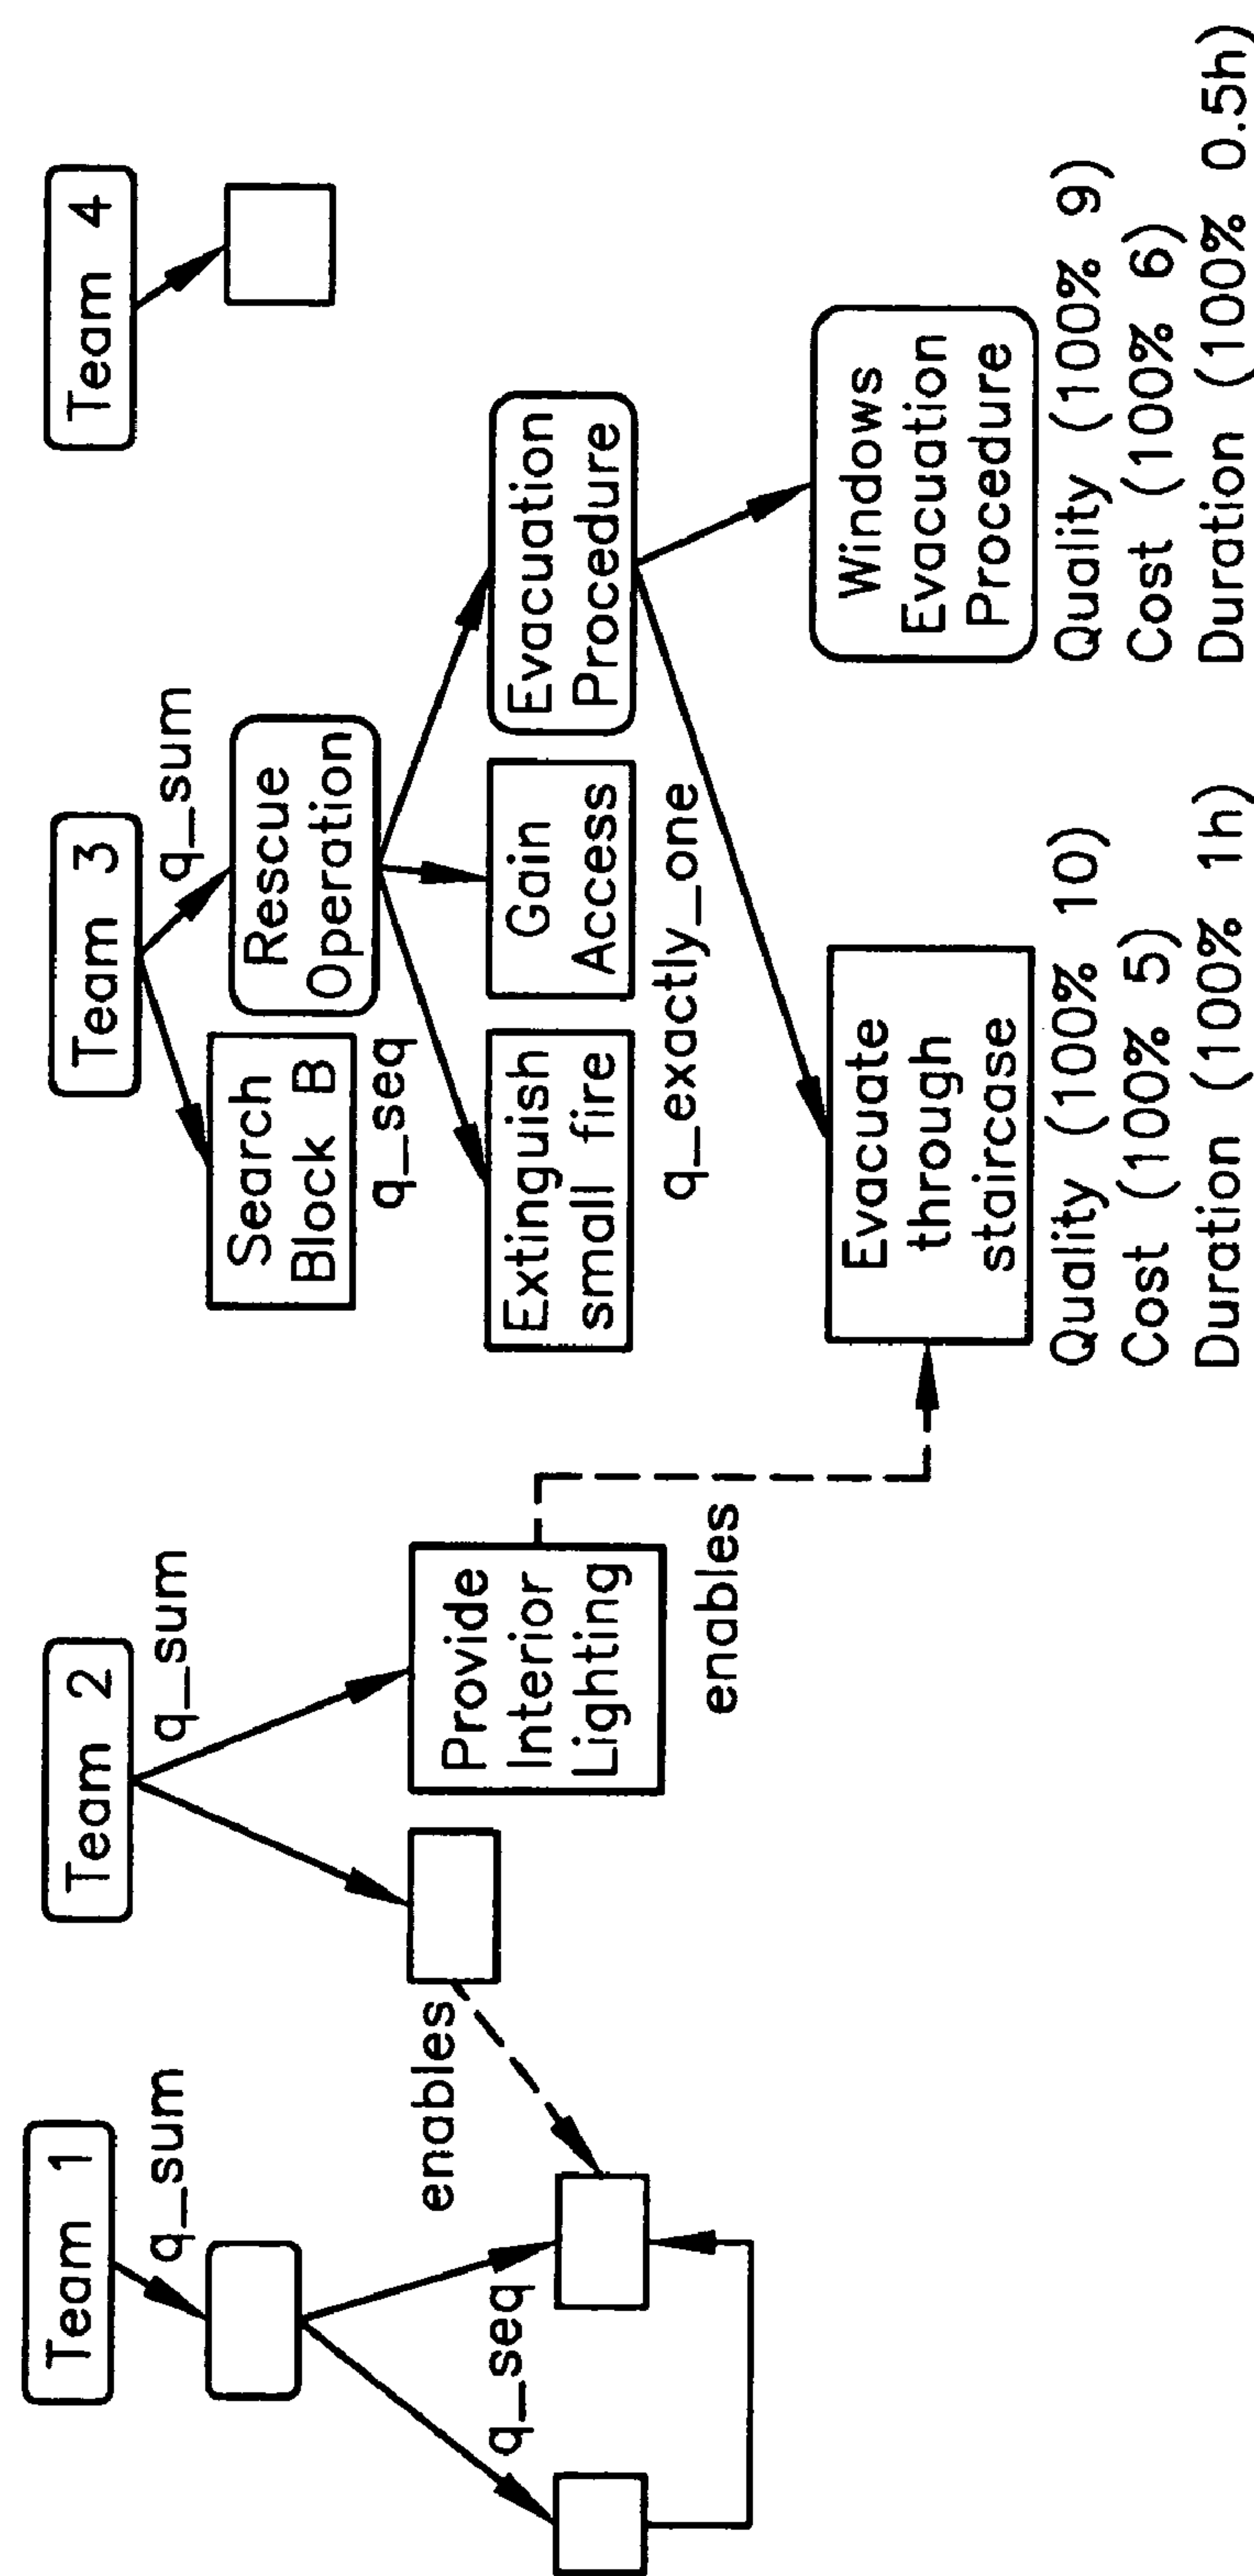 Team 1
q_sum
q_seq
Team 2
q_sum
enables
Provide
Interior
Lighting
enables
Team 3
q_sum
Search
Block B
Rescue
Operation
q_seq
Extinguish
small fire
Gain
Access
Evacuation
Procedure
q_exactly_one
Evacuate
through
staircase
Quality (100% 10)
Cost (100% 5)
Duration (100% 1h)
Windows
Evacuation
Procedure
Quality (100% 9)
Cost (100% 6)
Duration (100% 0.5h)
Team 4